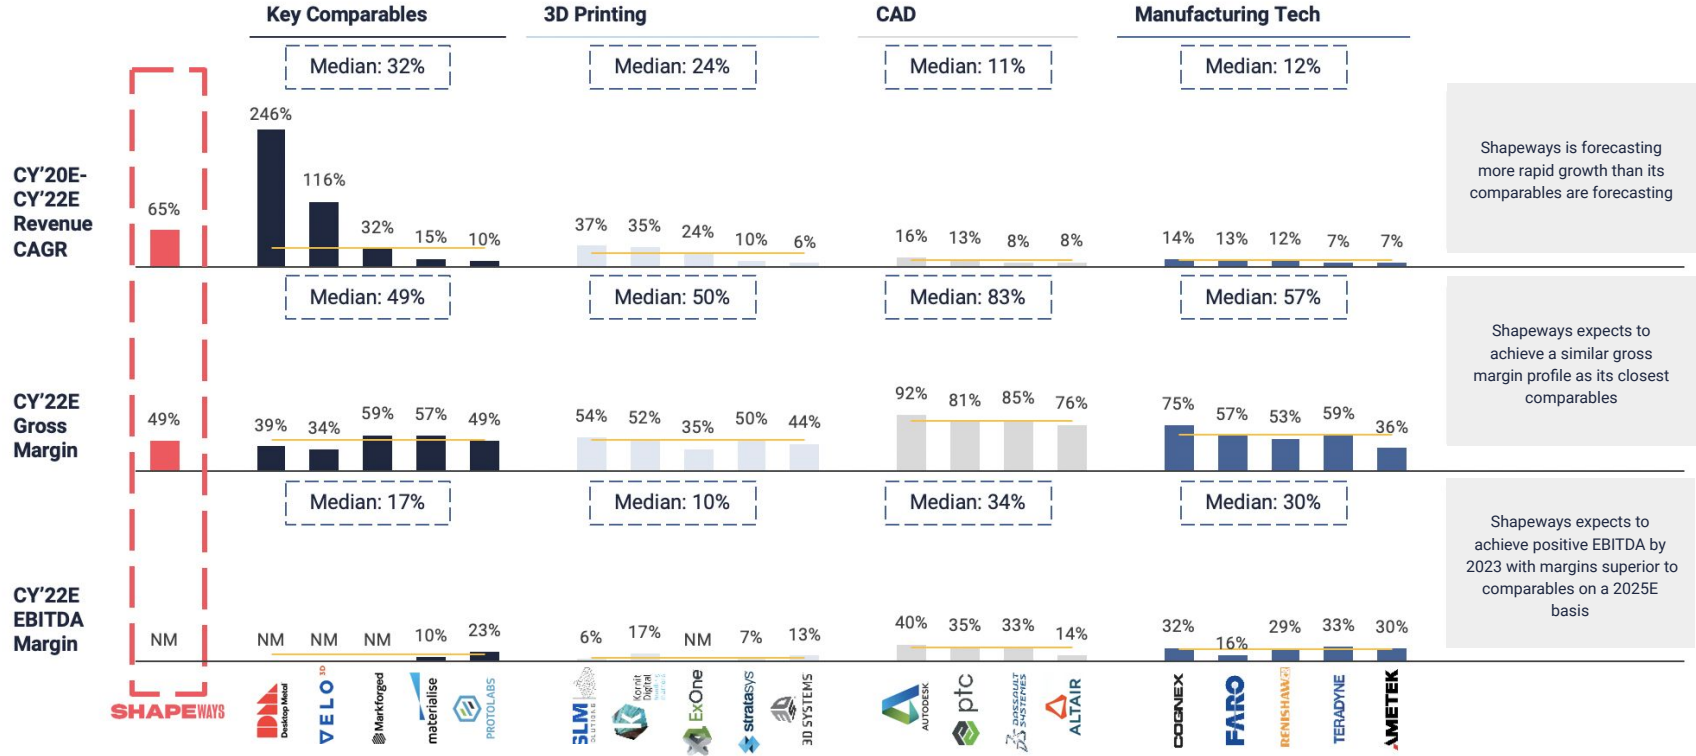 Key Comparables
3D Printing
CAD
Manufacturing Tech
Median: 32%
Median: 24%
Median: 11%
Median: 12%
CY'20E-
CY'22E
Revenue
CAGR
65%
246%
116%
32%
15%
10%
37%
35%
24%
10%
6%
16%
13%
8%
8%
14%
13%
12%
7%
7%
Shapeways is forecasting
more rapid growth than its
comparables are forecasting
Median: 49%
Median: 50%
Median: 83%
Median: 57%
CY'22E
Gross
Margin
49%
39%
34%
59%
57%
49%
54%
52%
35%
50%
44%
92%
81%
85%
76%
75%
57%
53%
59%
36%
Shapeways expects to
achieve a similar gross
margin profile as its closest
comparables
Median: 17%
Median: 10%
Median: 34%
Median: 30%
CY'22E
EBITDA
Margin
NM
NM
NM
NM
10%
23%
6%
17%
NM
7%
13%
40%
35%
33%
14%
32%
16%
29%
33%
30%
Shapeways expects to
achieve positive EBITDA by
2023 with margins superior to
comparables on a 2025E
basis
SHAPEWAYS
Desktop Metal
VELO3D
Markforged
materialise
PROTOLABS
SLM
SOLUTIONS
Kornit
Digital
X1 ExOne
stratasys
3D SYSTEMS
AUTODESK
ptc
DASSAULT
SYSTEMES
ALTAIR
COGNEX
FARO
RENISHAW
TERADYNE
AMETEK